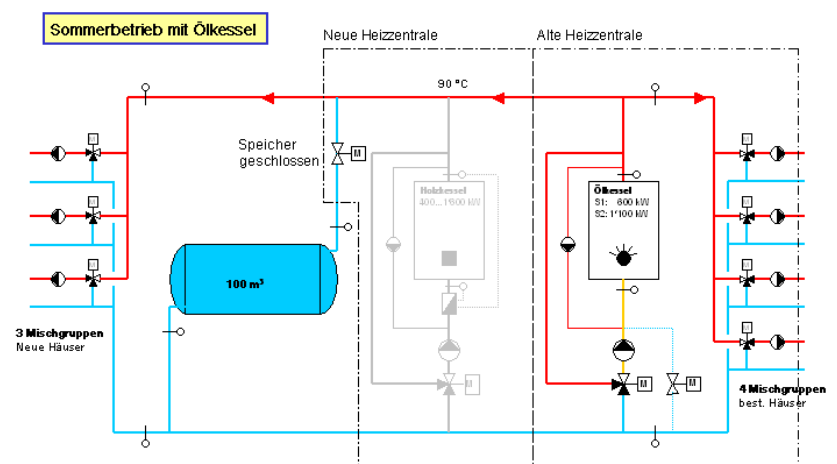 Sommerbetrieb mit Ölkessel
Neue Heizzentrale
Alte Heizzentrale
90 °C
M
M
M
M
M
M
M
Speicher
geschlossen
M
Holzkessel
400...1'600 kW
Ölkessel
S1: 600 kW
S2: 1'100 kW
100 m³
3 Mischgruppen
Neue Häuser
M
M
M
4 Mischgruppen
best. Häuser